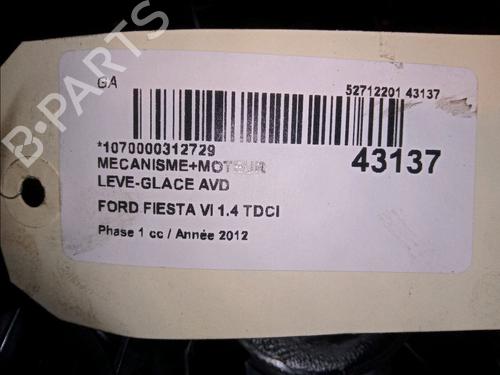 GA
52712201 43137
*1070000312729
43137
MECANISME+MOTEUR
LEVE-GLACE AVD
FORD FIESTA VI 1.4 TDCI
Phase 1 cc / Année 2012
B-PARTS